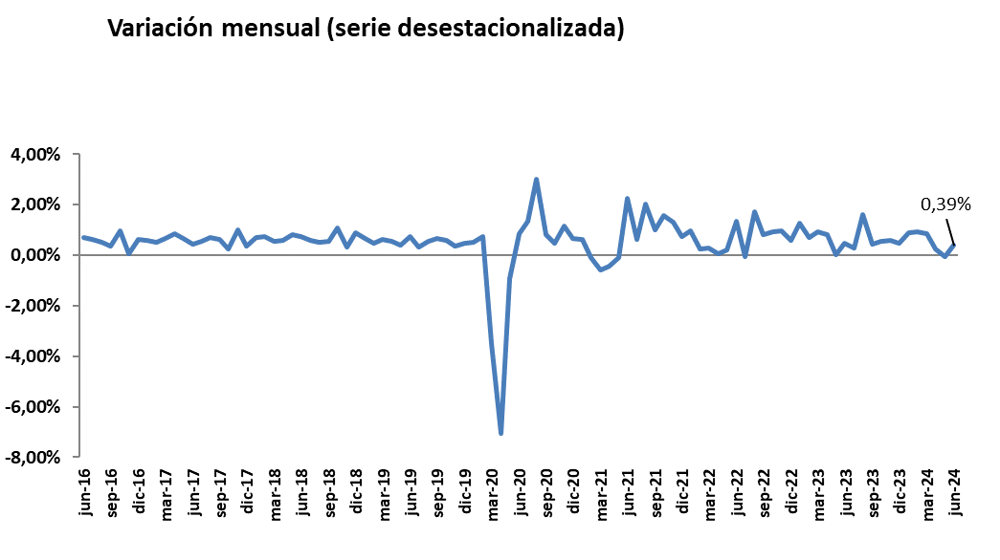 Variación mensual (serie desestacionalizada)
4,00%
2,00%
0,00%
-2,00%
-4,00%
-6,00%
-8,00%
0,39%
jun-16
sep-16
dic-16
mar-17
jun-17
sep-17
dic-17
mar-18
jun-18
sep-18
dic-18
mar-19
jun-19
sep-19
dic-19
mar-20
jun-20
sep-20
dic-20
mar-21
jun-21
sep-21
dic-21
mar-22
jun-22
sep-22
dic-22
mar-23
jun-23
sep-23
dic-23
mar-24
jun-24